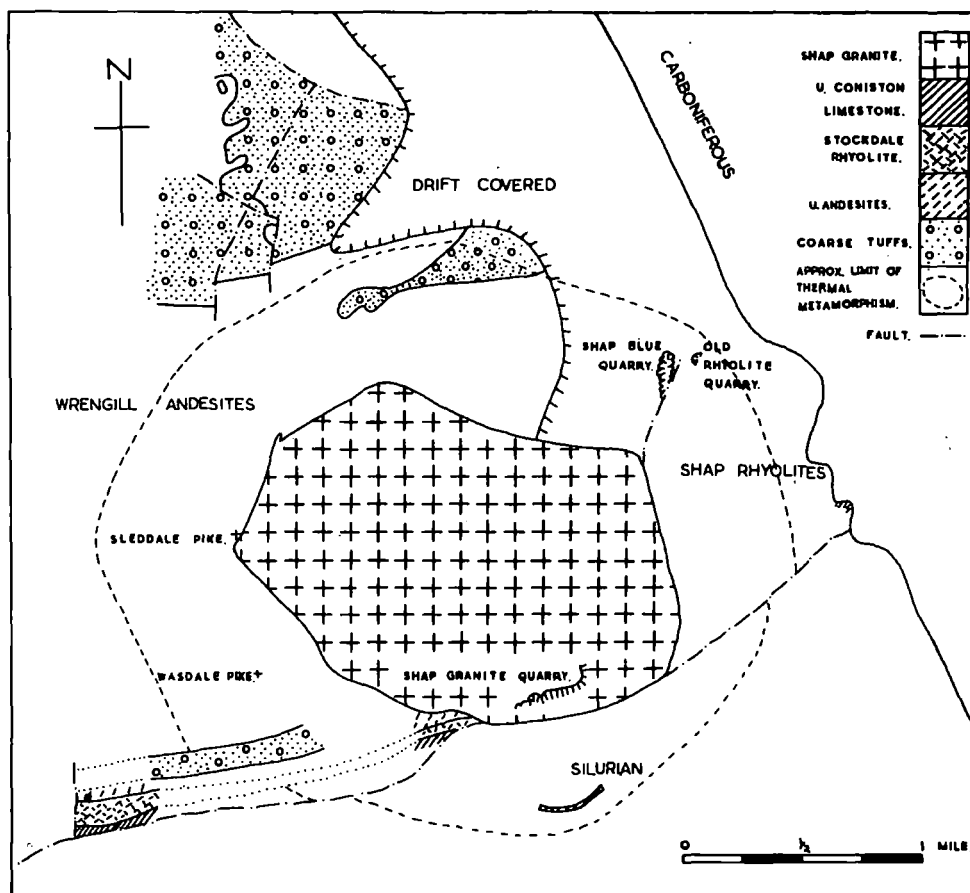 N
CARBONIFEROUS
DRIFT COVERED
SHAP GRANITE.
U. CONISTON
LIMESTONE.
STOCKDALE
RHYOLITE.
U. ANDESITES.
COARSE TUFFS.
APPROX. LIMIT OF
THERMAL
METAMORPHISM.
FAULT.
SHAP BLUE
QUARRY.
OLD
RHYOLITE
QUARRY.
WRENGILL ANDESITES
SHAP RHYOLITES
SLEDDALE PIKE.
WASDALE PIKE.
SHAP GRANITE QUARRY.
SILURIAN
0 ½ 1 MILE